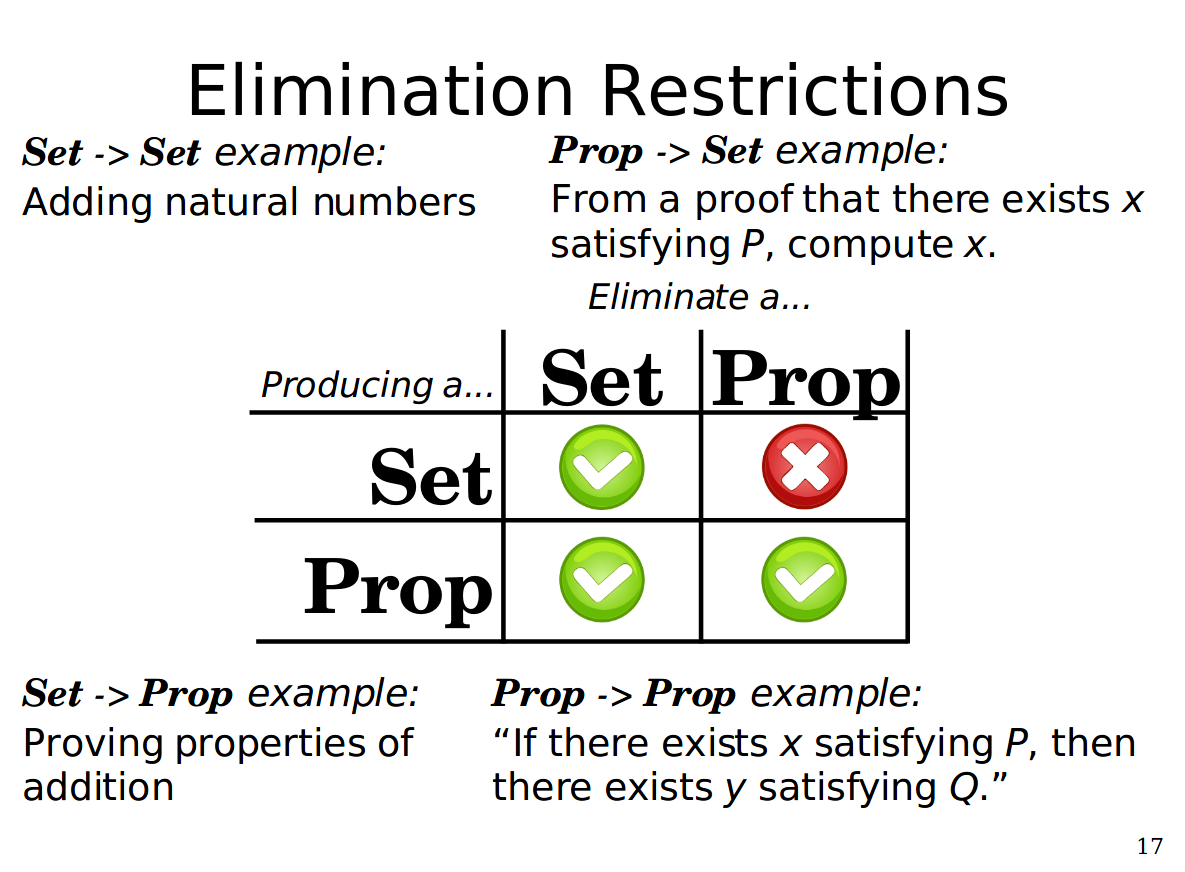 Elimination Restrictions
Set -> Set example:
Adding natural numbers
Prop -> Set example:
From a proof that there exists x
satisfying P, compute x.
Eliminate a...
Producing a...
Set
Prop
Set
Prop
Set -> Prop example:
Proving properties of
addition
Prop -> Prop example:
“If there exists x satisfying P, then
there exists y satisfying Q.”
17